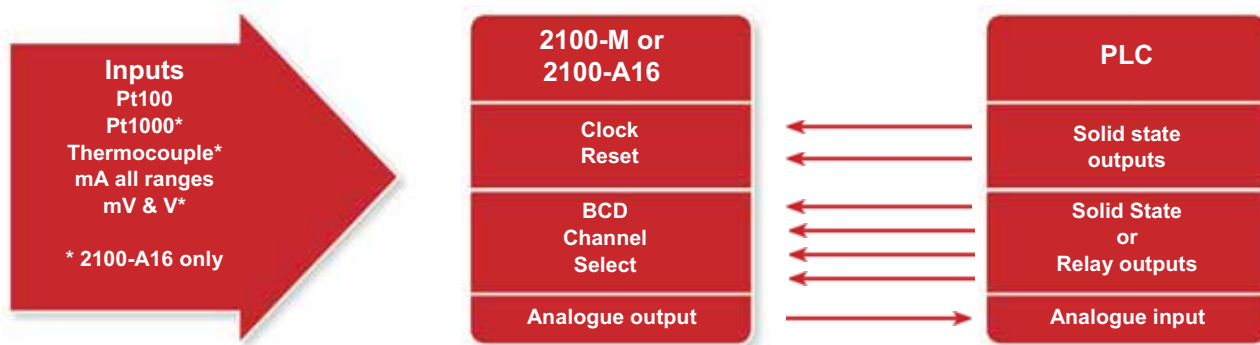 Inputs
Pt100
Pt1000*
Thermocouple*
mA all ranges
mV & V*
* 2100-A16 only
2100-M or
2100-A16
Clock
Reset
BCD
Channel
Select
Analogue output
PLC
Solid state
outputs
Solid State
or
Relay outputs
Analogue input